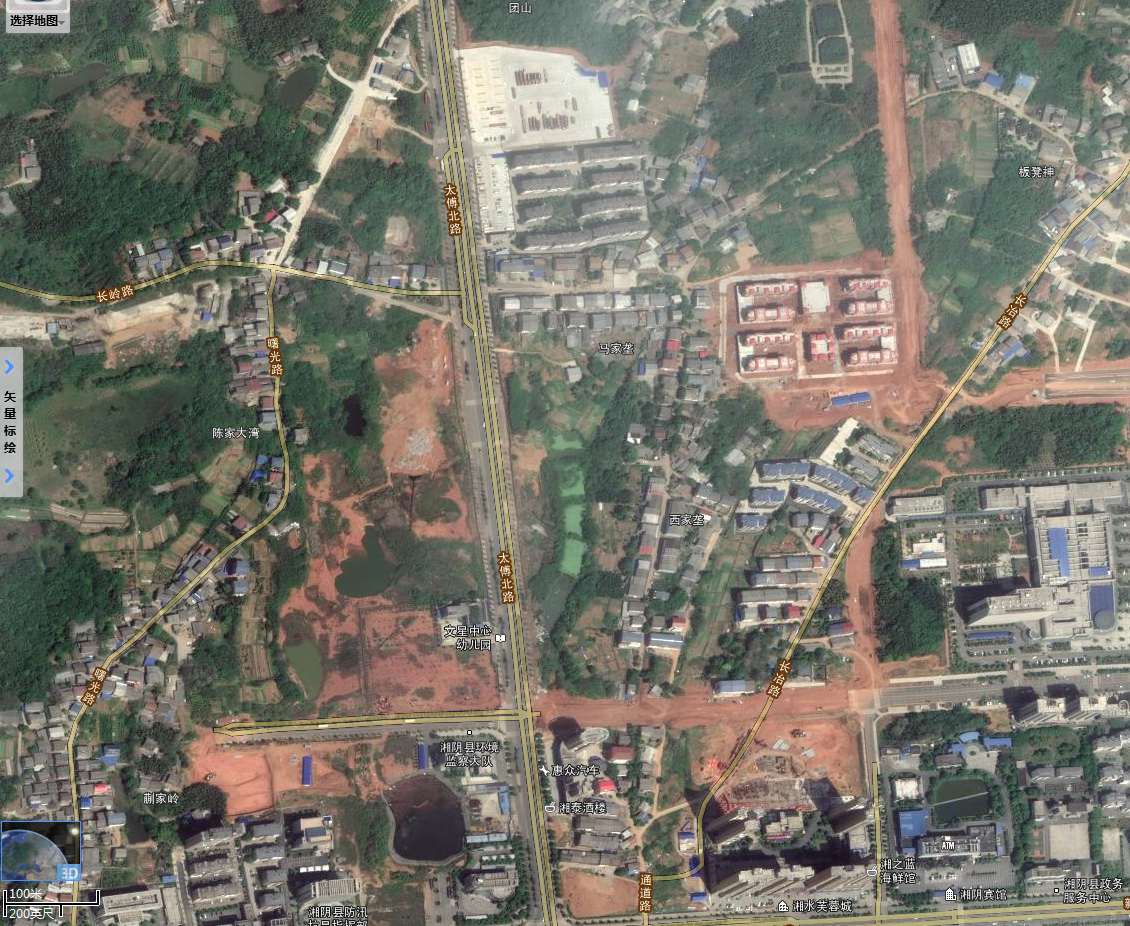 团山
选择地图
板凳神
太傅北路
长岭路
长冶路
曙光路
马家垄
矢量标绘
陈家大湾
西家垄
太傅北路
文星中心
幼儿园
长冶路
曙光路
湘阴县环境
监察大队
惠众汽车
蒯家岭
湘泰酒楼
ATM
3D
湘之蓝
海鲜馆
通道路
100米
200英尺
湘水芙蓉城
湘阴宾馆
湘阴县政务
服务中心
湘阴县防汛